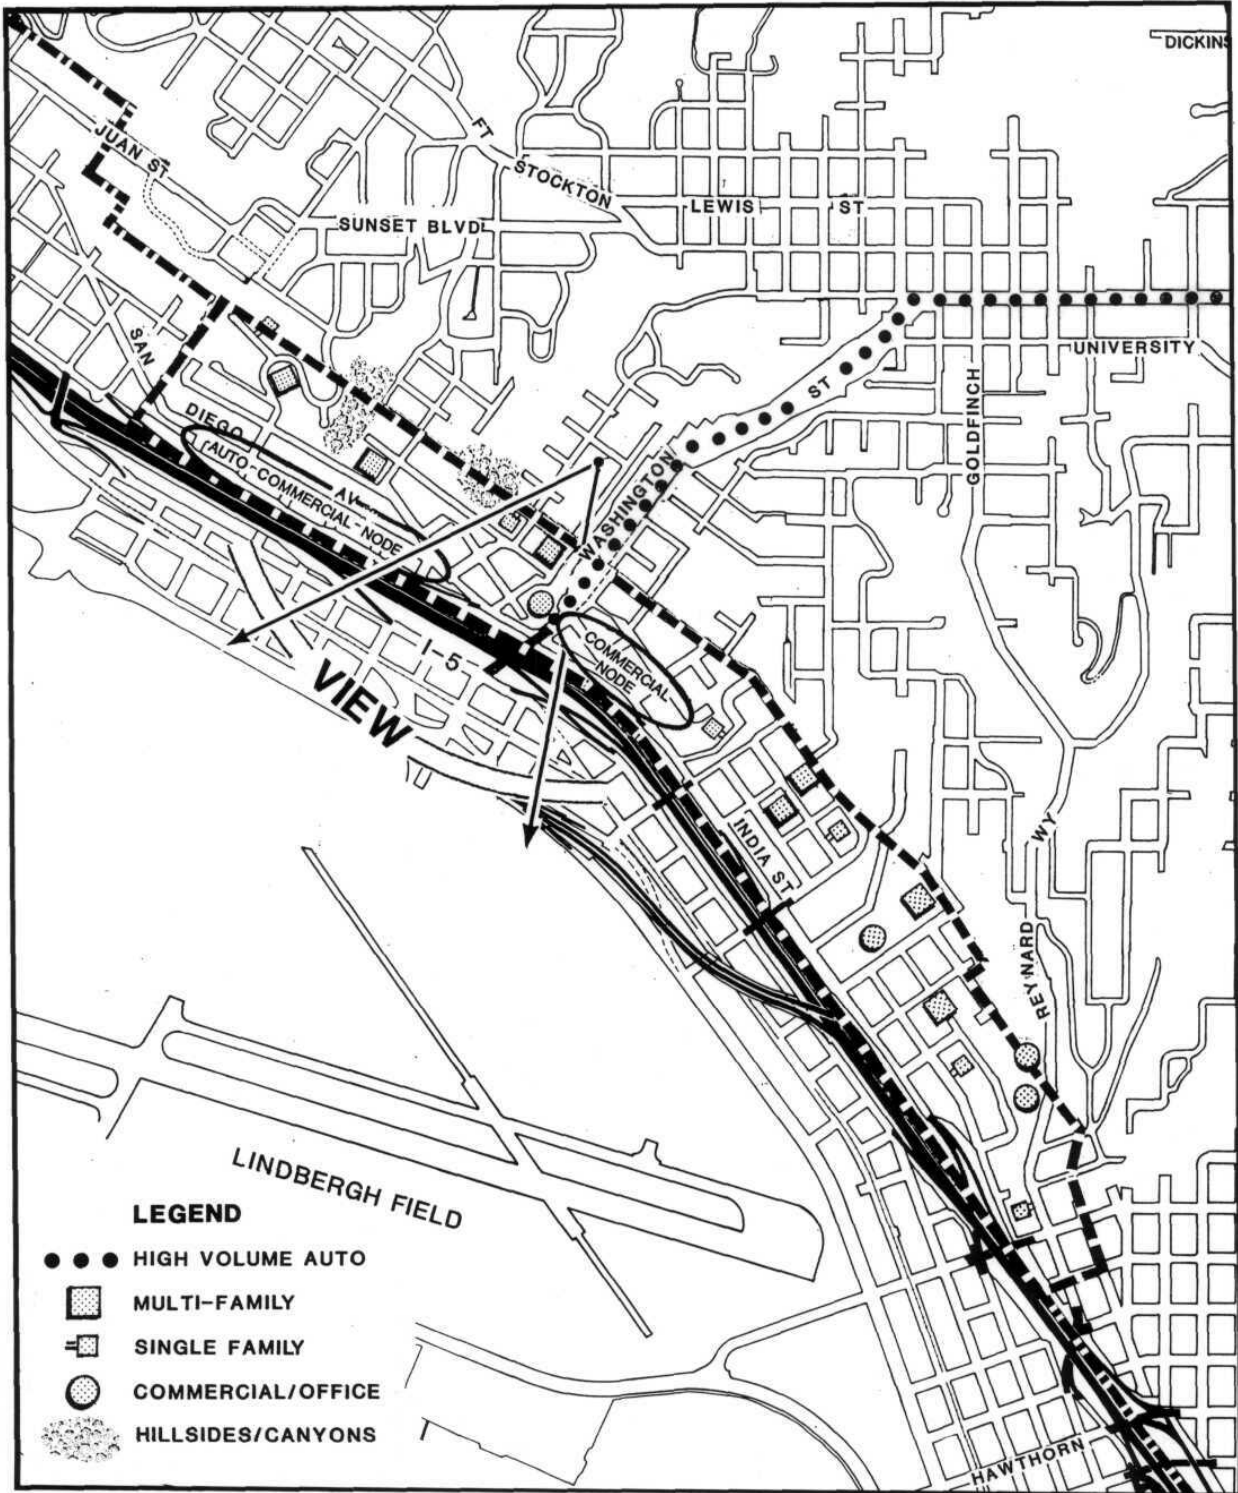 DICKINS
JUAN ST
FT
STOCKTON
LEWIS ST
SUNSET BLVD
SAN
DIEGO
AV
AUTO-COMMERCIAL-NODE
WASHINGTON
ST
UNIVERSITY
GOLDFINCH
I-5
VIEW
COMMERCIAL
NODE
INDIA ST
WY
REYNARD
LINDBERGH FIELD
LEGEND
HIGH VOLUME AUTO
MULTI-FAMILY
SINGLE FAMILY
COMMERCIAL/OFFICE
HILLSIDES/CANYONS
HAWTHORN